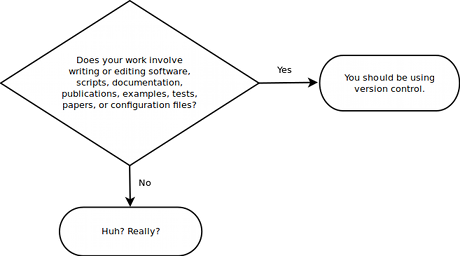 Does your work involve
writing or editing software,
scripts, documentation,
publications, examples, tests,
papers, or configuration files?
Yes
You should be using
version control.
No
Huh? Really?